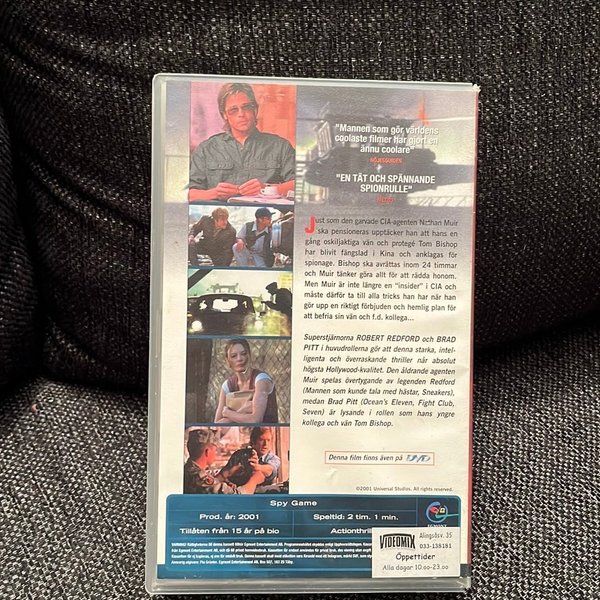 "Mannen som gör världens
coolaste filmer har gjort en
ännu coolare"
NÖJESGUIDEN
"EN TÄT OCH SPÄNNANDE
SPIONRULLE"
Just som den garvade CIA-agenten Nathan Muir
ska pensioneras upptäcker han att hans en
gång oskiljaktiga vän och protegé Tom Bishop
har blivit fängslad i Kina och anklagas för
spionage. Bishop ska avrättas inom 24 timmar
och Muir tänker göra allt för att rädda honom.
Men Muir är inte längre en "insider" i CIA och
måste därför ta till alla tricks han har när han
gör upp en riktigt förbjuden och hemlig plan för
att befria sin vän och f.d. kollega...
Superstjärnorna ROBERT REDFORD och BRAD
PITT i huvudrollerna gör att denna starka, intel-
ligenta och överraskande thriller når absolut
högsta Hollywood-kvalitet. Den åldrande agenten
Muir spelas övertygande av legenden Redford
(Mannen som kunde tala med hästar, Sneakers),
medan Brad Pitt (Ocean's Eleven, Fight Club,
Seven) är lysande i rollen som hans yngre
kollega och vän Tom Bishop.
Denna film finns även på DVD
©2001 Universal Studios. All rights reserved.
Spy Game
Prod. år: 2001
Speltid: 2 tim. 1 min.
Tillåten från 15 år på bio
Actionthri
EGMONT
VIDEOMIX
Alingsåsv. 35
033-138181
Öppettider
Alla dagar 10.00-23.00